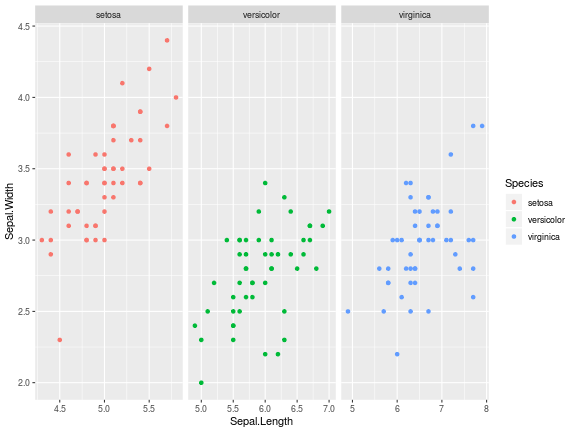 setosa versicolor virginica
4.5
4.0
3.5
3.0
2.5
2.0
Sepal.Width
4.5 5.0 5.5 5.0 5.5 6.0 6.5 7.0 5 6 7 8
Sepal.Length
Species
setosa
versicolor
virginica